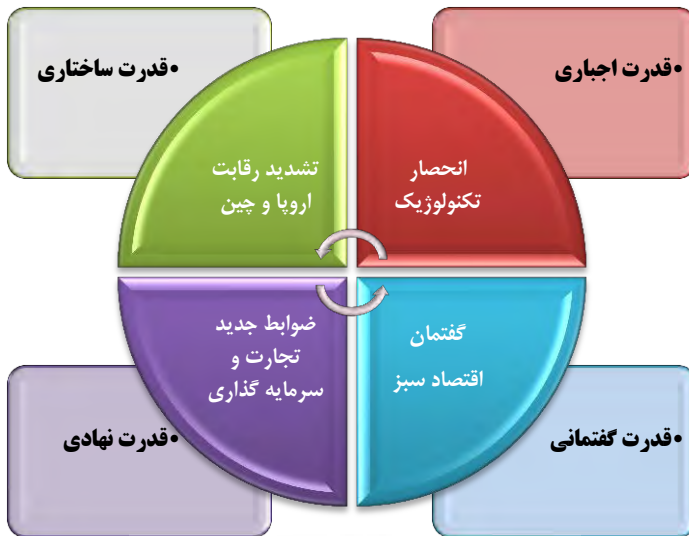 •قدرت اجباری
•قدرت ساختاری
انحصار
تکنولوژیک
تشدید رقابت
اروپا و چین
گفتمان
اقتصاد سبز
ضوابط جدید
تجارت و
سرمایه گذاری
•قدرت گفتمانی
•قدرت نهادی